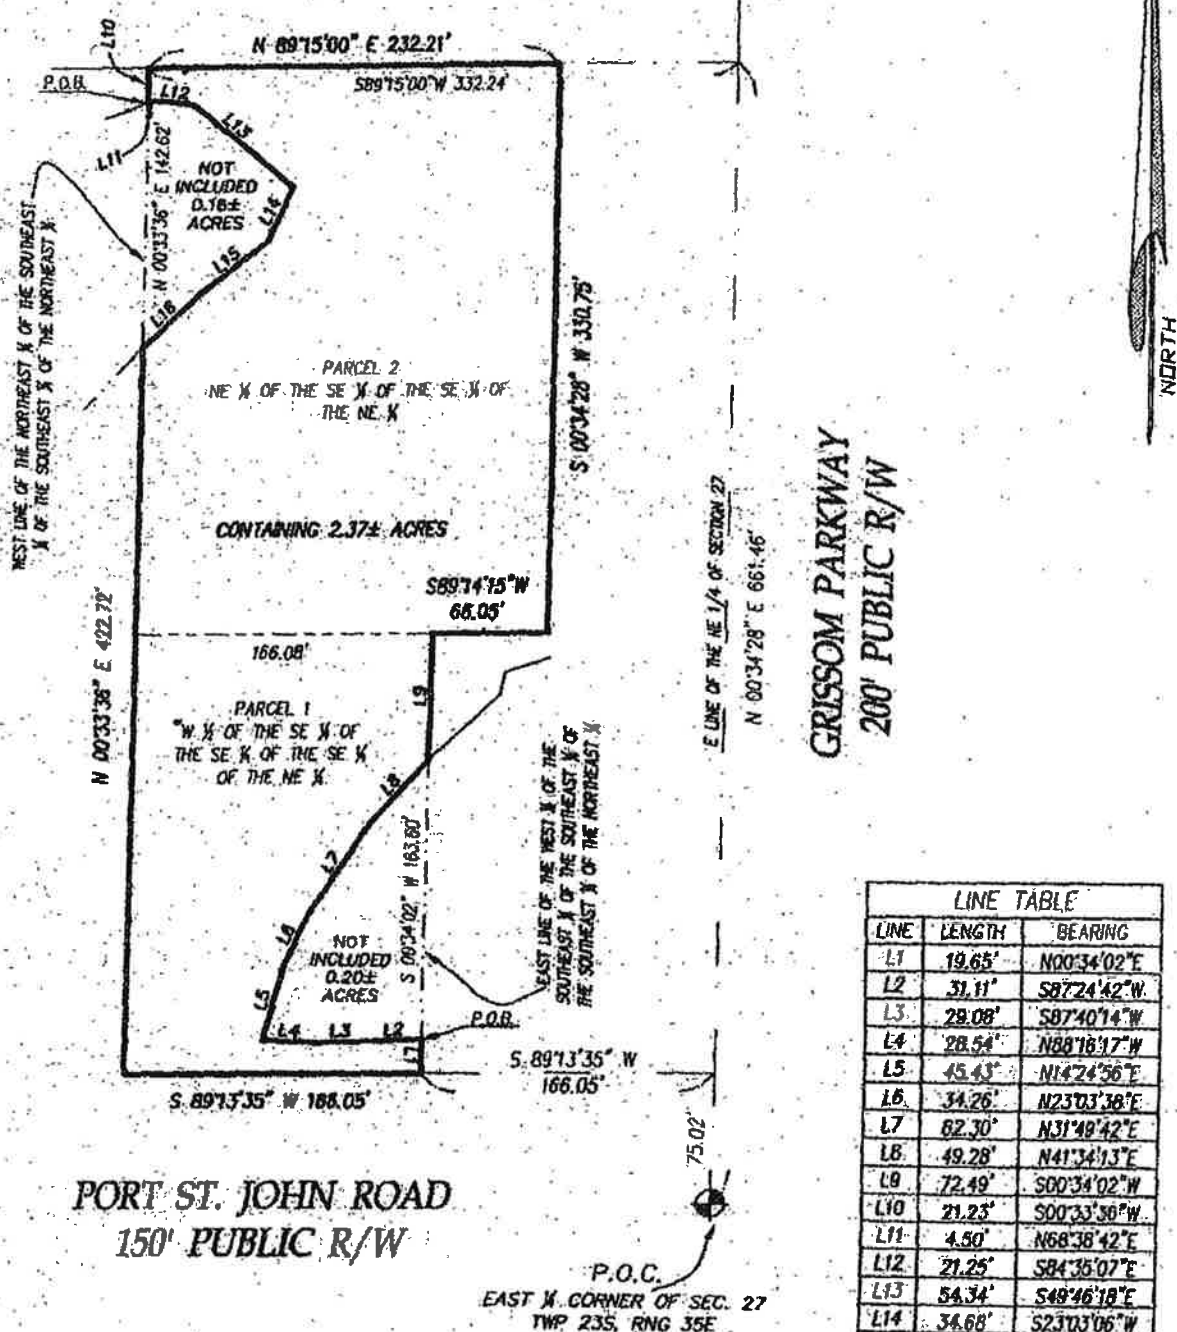 N 89°15'00" E 232.21'
S89°15'00"W 332.24'
L10
P.O.B.
L12
L13
L11
N 00°33'36" E 142.62'
NOT
INCLUDED
0.18±
ACRES
L14
L15
L16
WEST LINE OF THE NORTHEAST ¼ OF THE SOUTHEAST
¼ OF THE SOUTHEAST ¼ OF THE NORTHEAST ¼
PARCEL 2
NE ¼ OF THE SE ¼ OF THE SE ¼ OF
THE NE ¼
S 00°34'28" W 330.75'
CONTAINING 2.37± ACRES
S89°14'15"W
66.05'
166.08'
N 00°33'36" E 422.72'
PARCEL 1
"W ½ OF THE SE ¼ OF
THE SE ¼ OF THE SE ¼
OF THE NE ¼
L9
L8
L7
L6
L5
S 00°34'02" W 163.60'
NOT
INCLUDED
0.20±
ACRES
L4 L3 L2
L1
P.O.B.
EAST LINE OF THE WEST ½ OF THE
SOUTHEAST ¼ OF THE SOUTHEAST ¼ OF
THE SOUTHEAST ¼ OF THE NORTHEAST ¼
E LINE OF THE NE 1/4 OF SECTION 27
N 00°34'28" E 661.46'
GRISSOM PARKWAY
200' PUBLIC R/W
NORTH
S 89°13'35" W 166.05'
S 89°13'35" W
166.05'
75.02'
PORT ST. JOHN ROAD
150' PUBLIC R/W
P.O.C.
EAST ¼ CORNER OF SEC. 27
TWP 23S, RNG 35E
LINE TABLE
LINE LENGTH BEARING
L1 19.65' N00°34'02"E
L2 31.11' S87°24'42"W
L3 29.08' S87°40'14"W
L4 28.54' N88°16'17"W
L5 45.43' N14°24'56"E
L6 34.26' N23°03'38"E
L7 62.30' N31°49'42"E
L8 49.28' N41°34'13"E
L9 72.49' S00°34'02"W
L10 21.23' S00°33'36"W
L11 4.50' N68°38'42"E
L12 21.25' S84°35'07"E
L13 54.34' S49°46'18"E
L14 34.68' S23°03'06"W